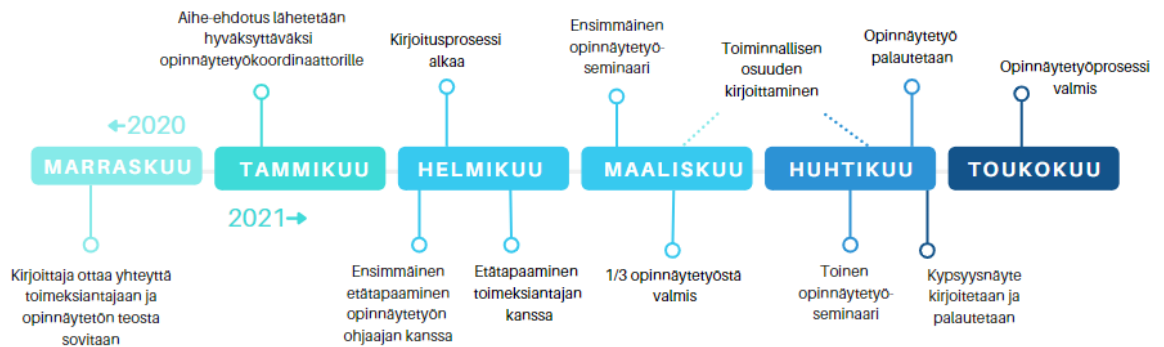 Aihe-ehdotus lähetetään
hyväksyttäväksi
opinnäytetyökoordinaattorille
Kirjoitusprosessi
alkaa
Ensimmäinen
opinnäytetyö-
seminaari
Toiminnallisen
osuuden
kirjoittaminen
Opinnäytetyö
palautetaan
Opinnäytetyöprosessi
valmis
←2020
MARRASKUU
TAMMIKUU
HELMIKUU
MAALISKUU
HUHTIKUU
TOUKOKUU
2021→
Kirjoittaja ottaa yhteyttä
toimeksiantajaan ja
opinnäytetön teosta
sovitaan
Ensimmäinen
etätapaaminen
opinnäytetyön
ohjaajan kanssa
Etätapaaminen
toimeksiantajan
kanssa
1/3 opinnäytetyöstä
valmis
Toinen
opinnäytetyö-
seminaari
Kypsyysnäyte
kirjoitetaan ja
palautetaan